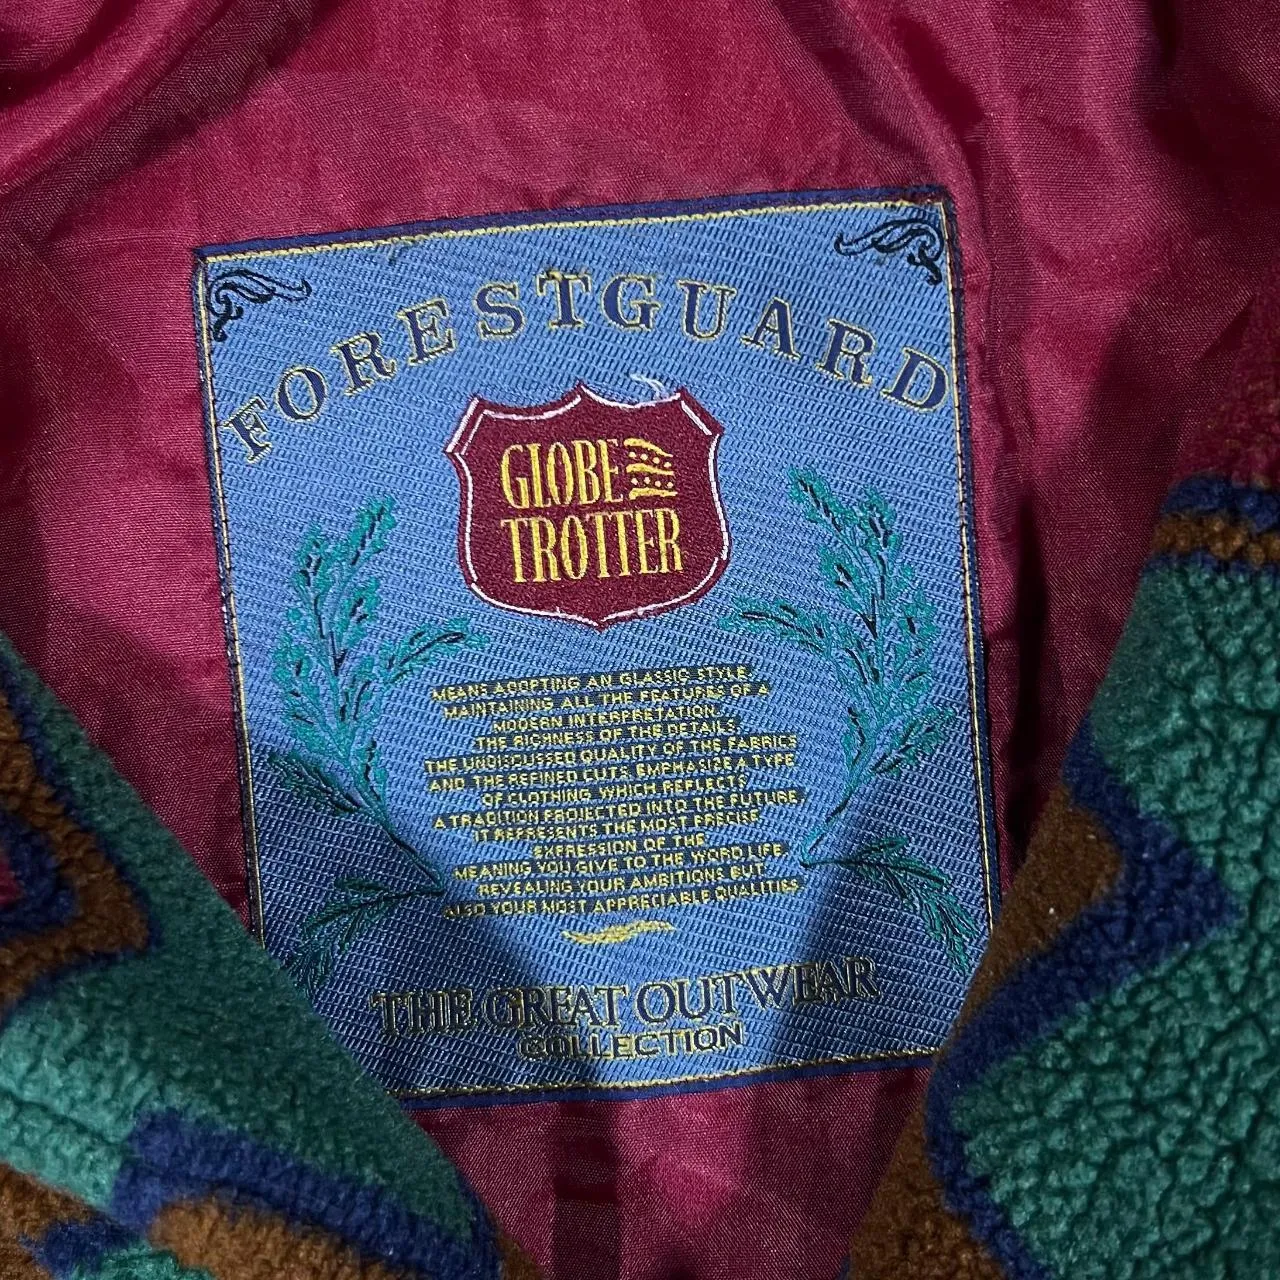 FORESTGUARD
GLOBE
TROTTER
MEANS ADOPTING AN GLASSIC STYLE,
MAINTAINING ALL THE FEATURES OF A
MODERN INTERPRETATION.
THE RICHNESS OF THE DETAILS,
THE UNDISCUSSED QUALITY OF THE FABRICS
AND THE REFINED CUTS, EMPHASIZE A TYPE
OF CLOTHING WHICH REFLECTS
A TRADITION PROJECTED INTO THE FUTURE,
IT REPRESENTS THE MOST PRECISE
EXPRESSION OF THE
MEANING YOU GIVE TO THE WORD LIFE,
REVEALING YOUR AMBITIONS BUT
ALSO YOUR MOST APPRECIABLE QUALITIES.
THE GREAT OUTWEAR
COLLECTION